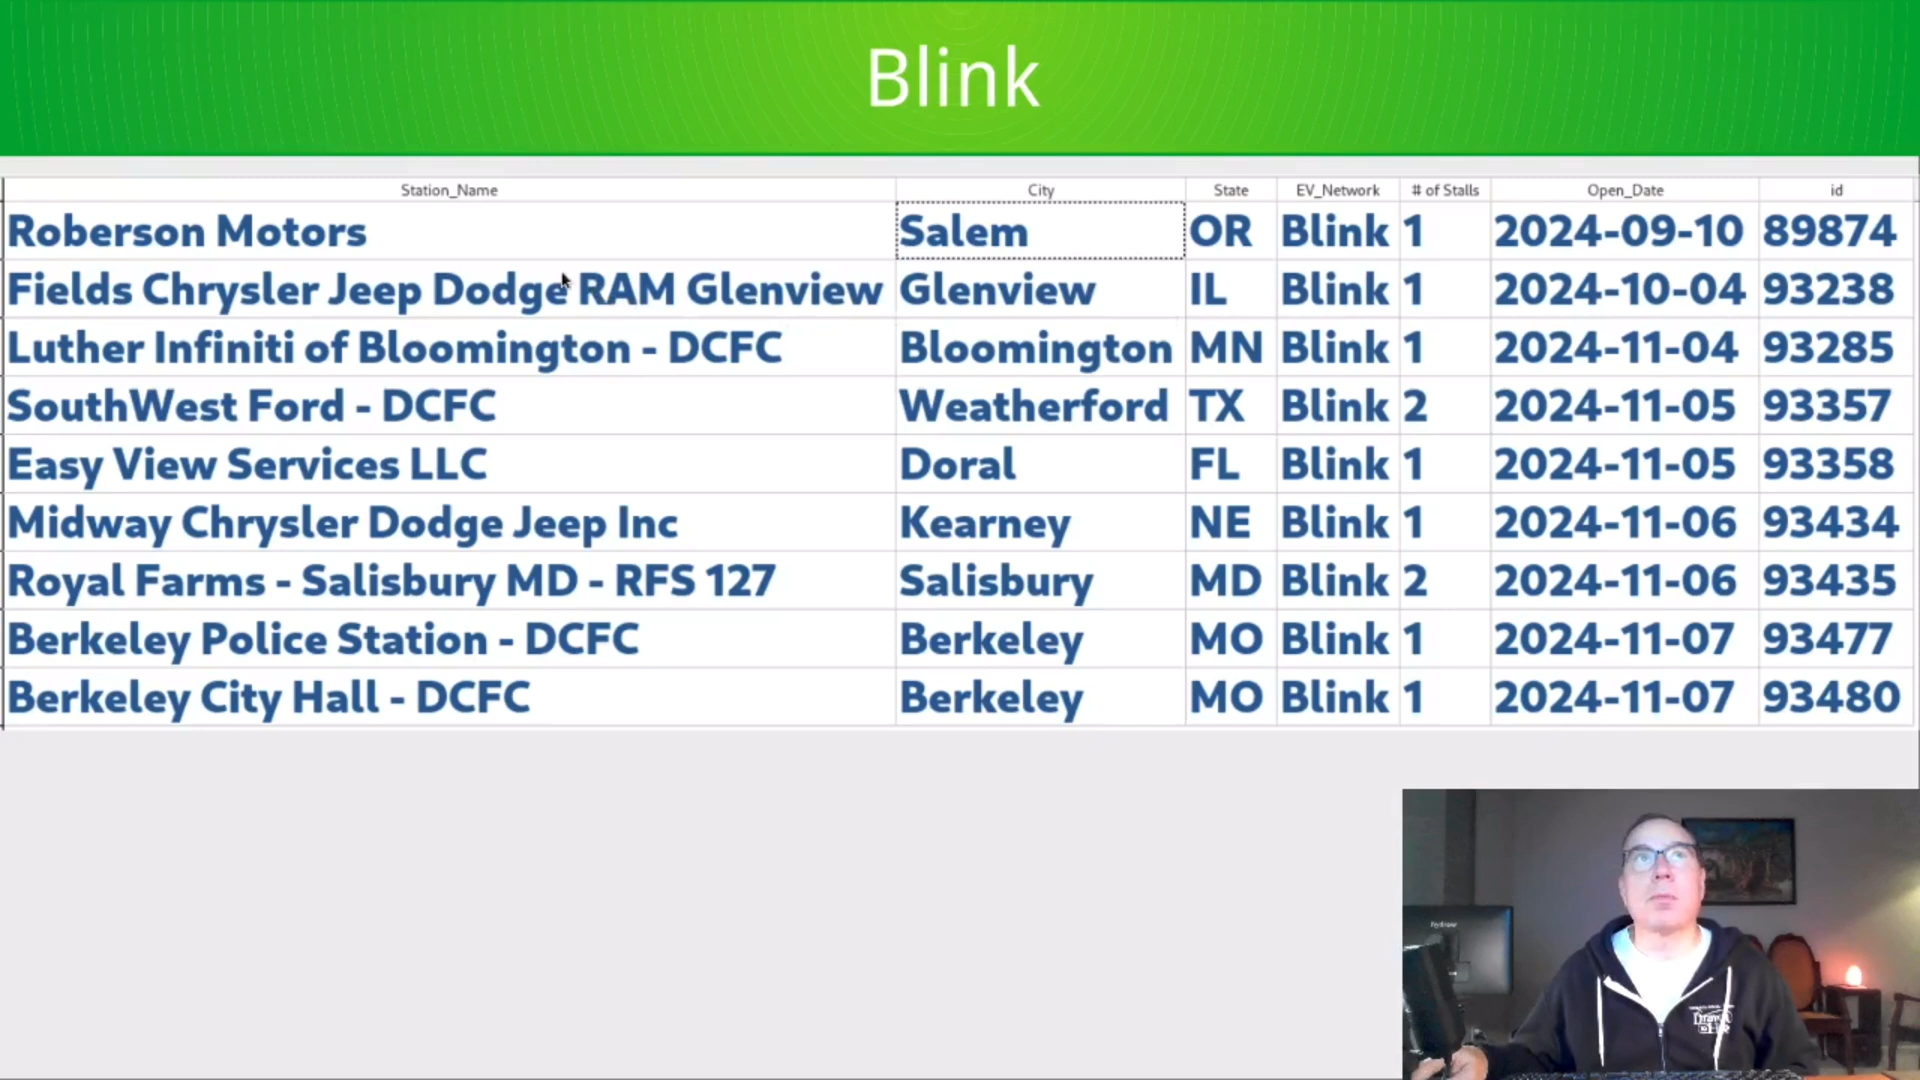 Blink
Station_Name City State EV_Network # of Stalls Open_Date id
Roberson Motors Salem OR Blink 1 2024-09-10 89874
Fields Chrysler Jeep Dodge RAM Glenview Glenview IL Blink 1 2024-10-04 93238
Luther Infiniti of Bloomington - DCFC Bloomington MN Blink 1 2024-11-04 93285
SouthWest Ford - DCFC Weatherford TX Blink 2 2024-11-05 93357
Easy View Services LLC Doral FL Blink 1 2024-11-05 93358
Midway Chrysler Dodge Jeep Inc Kearney NE Blink 1 2024-11-06 93434
Royal Farms - Salisbury MD - RFS 127 Salisbury MD Blink 2 2024-11-06 93435
Berkeley Police Station - DCFC Berkeley MO Blink 1 2024-11-07 93477
Berkeley City Hall - DCFC Berkeley MO Blink 1 2024-11-07 93480